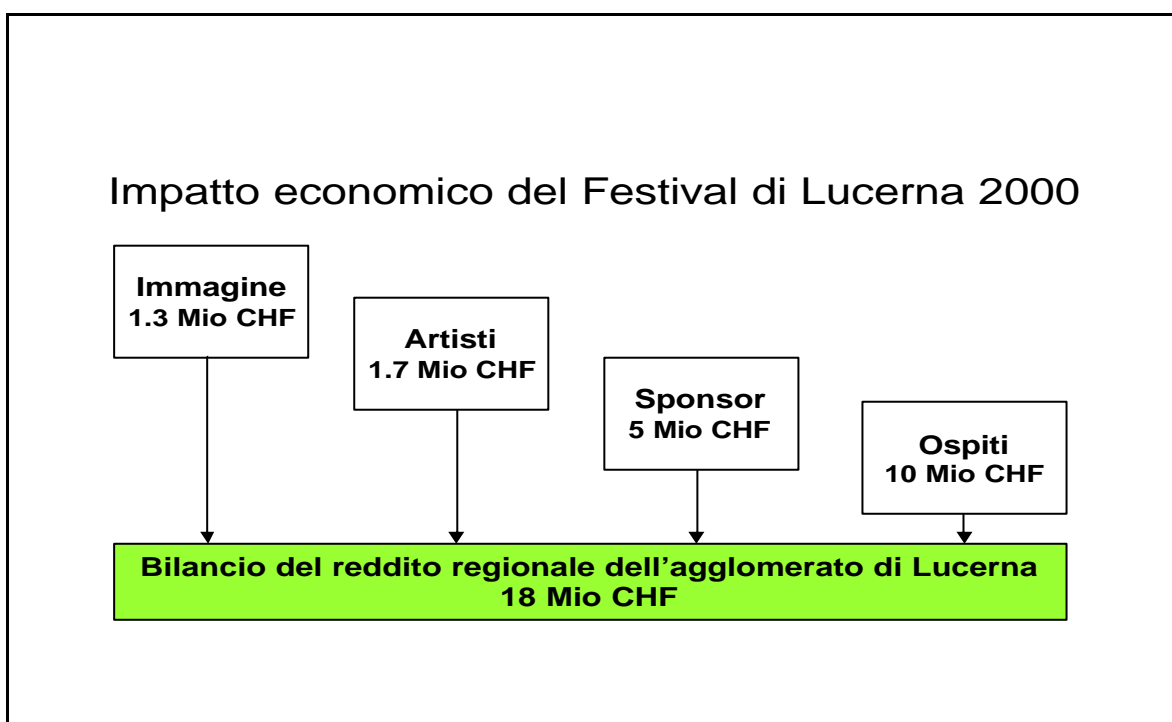 Impatto economico del Festival di Lucerna 2000
Immagine
1.3 Mio CHF
Artisti
1.7 Mio CHF
Sponsor
5 Mio CHF
Ospiti
10 Mio CHF
Bilancio del reddito regionale dell’agglomerato di Lucerna
18 Mio CHF